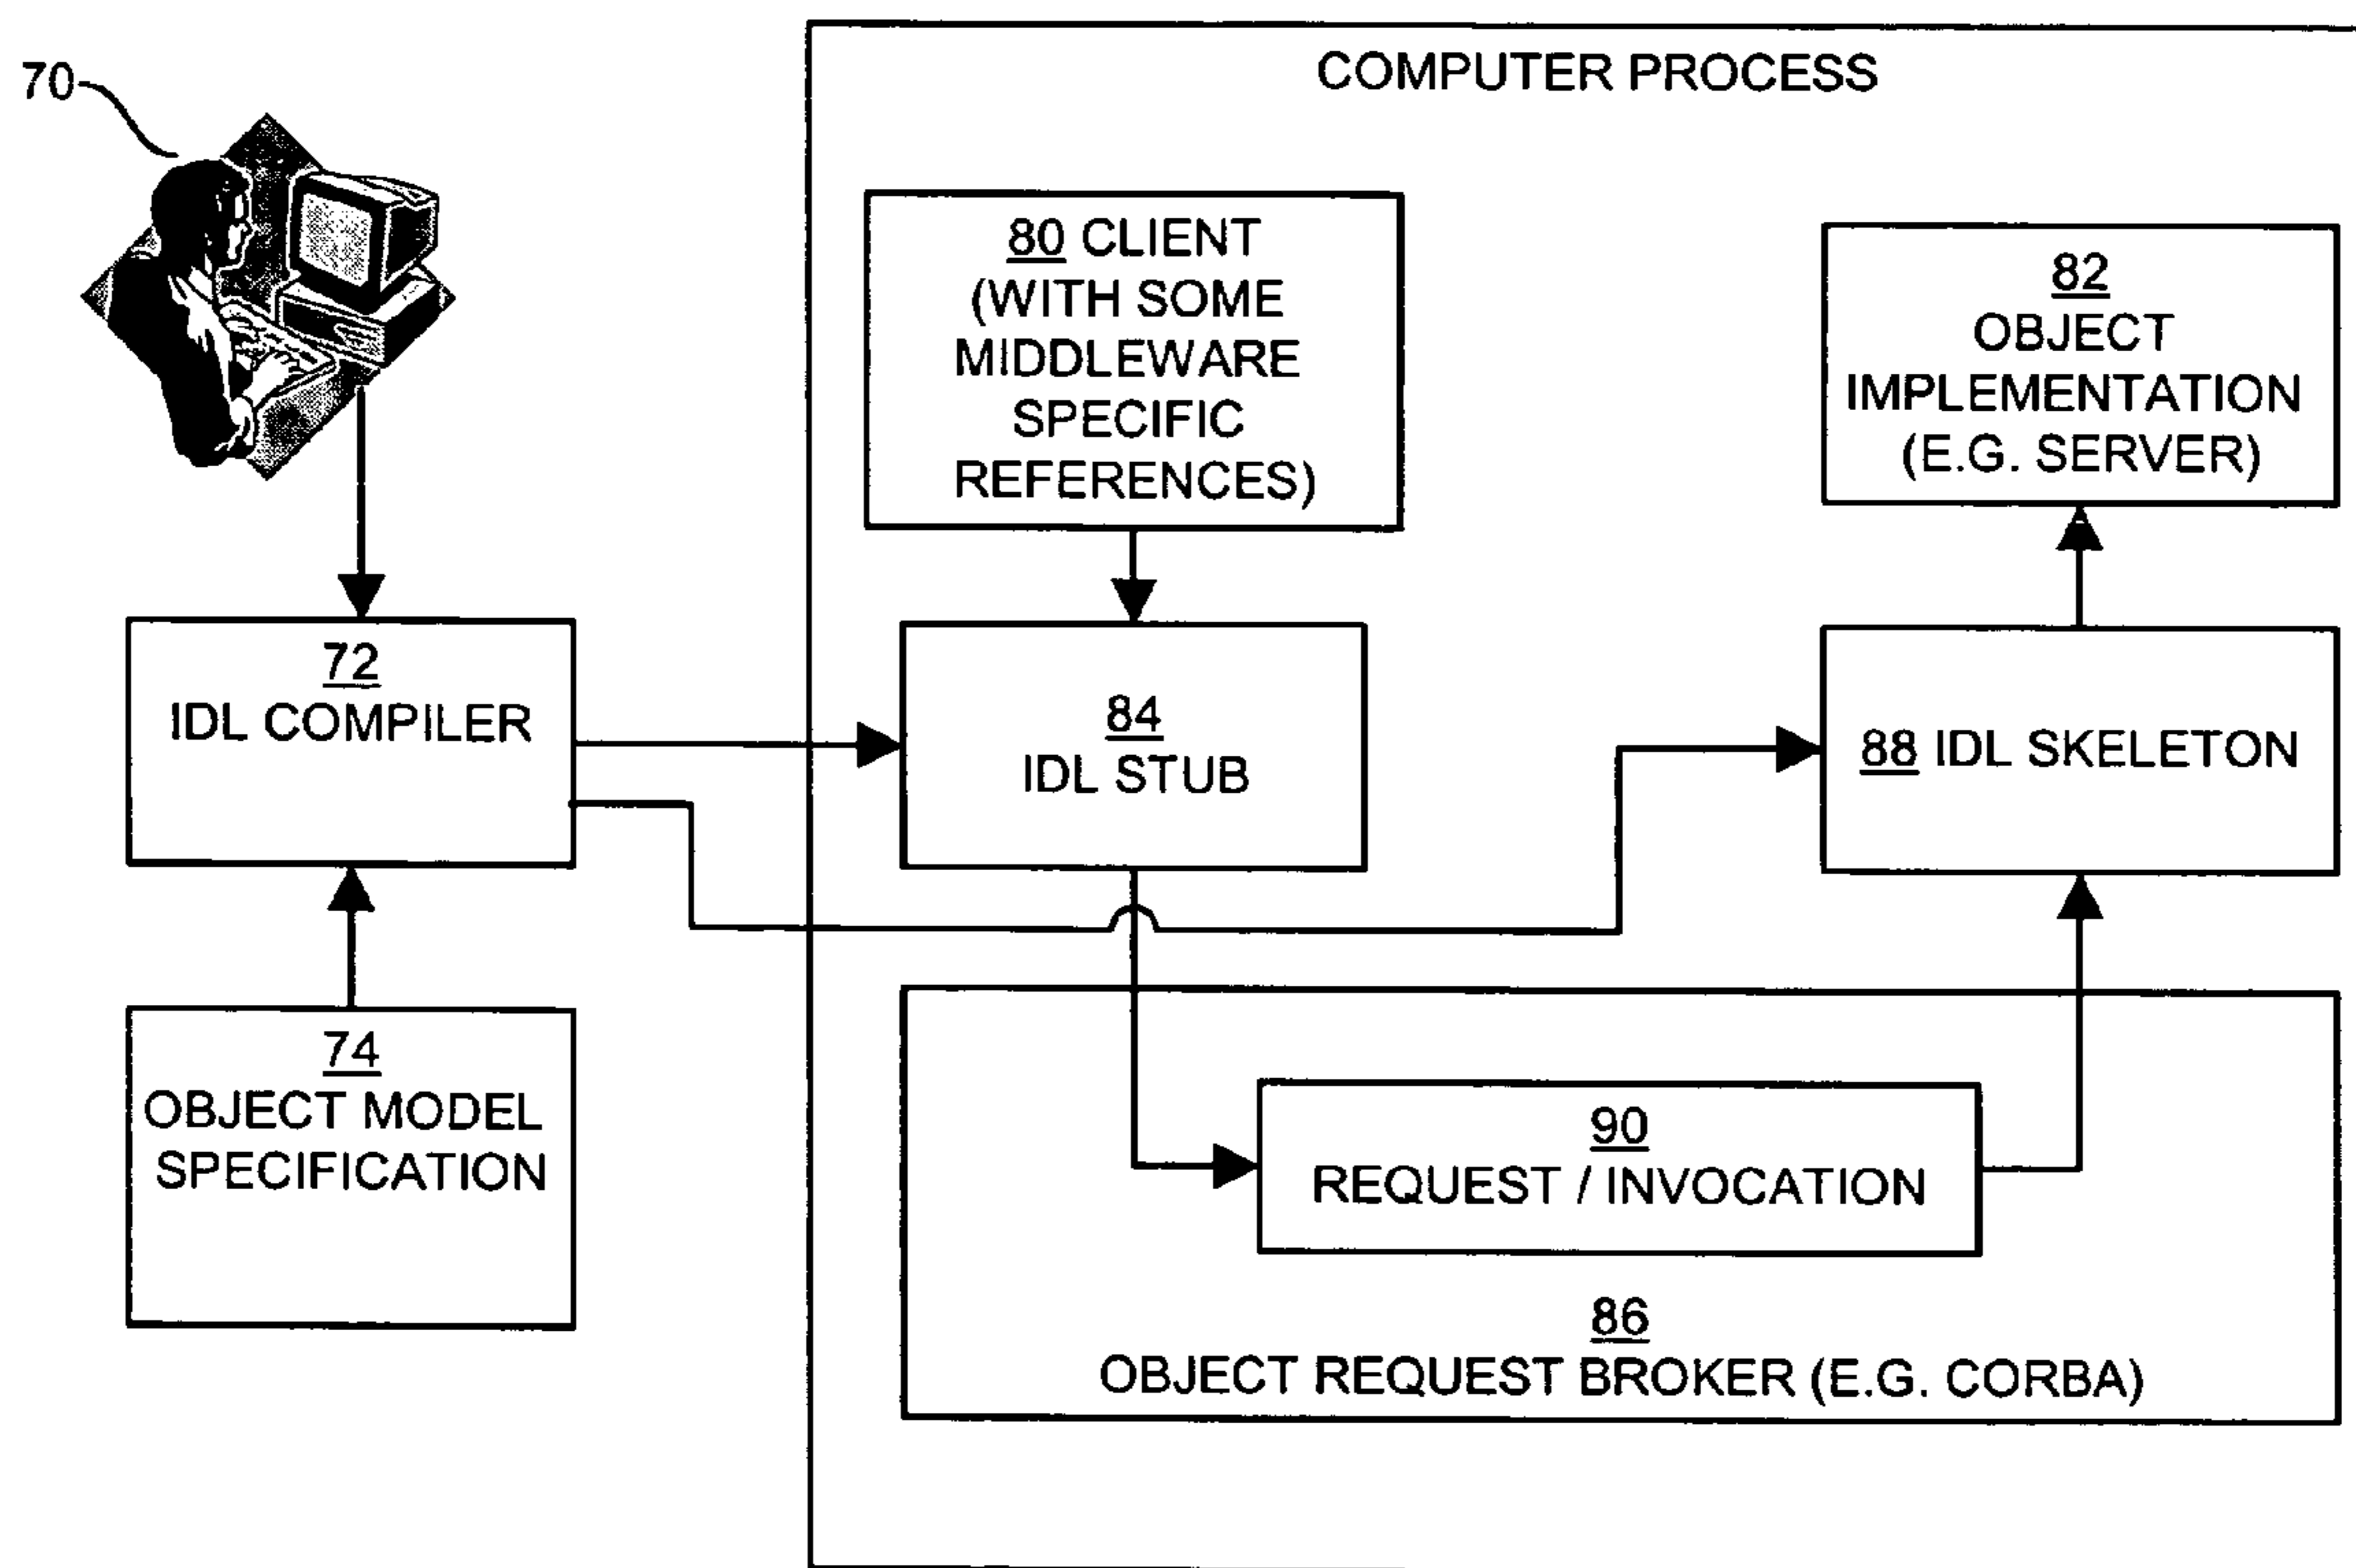 COMPUTER PROCESS
70
80 CLIENT
(WITH SOME
MIDDLEWARE
SPECIFIC
REFERENCES)
82
OBJECT
IMPLEMENTATION
(E.G. SERVER)
72
IDL COMPILER
84
IDL STUB
88 IDL SKELETON
74
OBJECT MODEL
SPECIFICATION
90
REQUEST / INVOCATION
86
OBJECT REQUEST BROKER (E.G. CORBA)